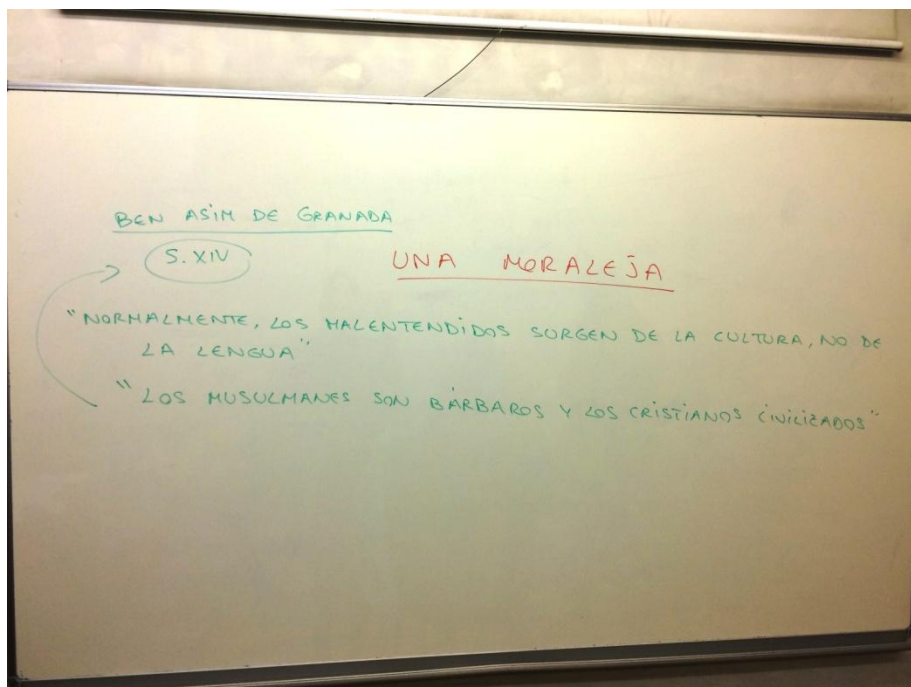 BEN ASIM DE GRANADA
S. XIV
UNA MORALEJA
"NORMALMENTE, LOS MALENTENDIDOS SURGEN DE LA CULTURA, NO DE
LA LENGUA"
"LOS MUSULMANES SON BÁRBAROS Y LOS CRISTIANOS CIVILIZADOS"